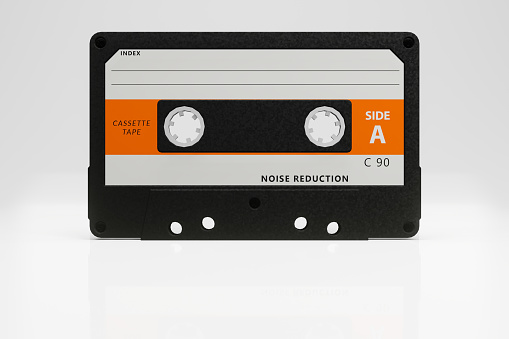 INDEX
CASSETTE
TAPE
SIDE
A
C 90
NOISE REDUCTION